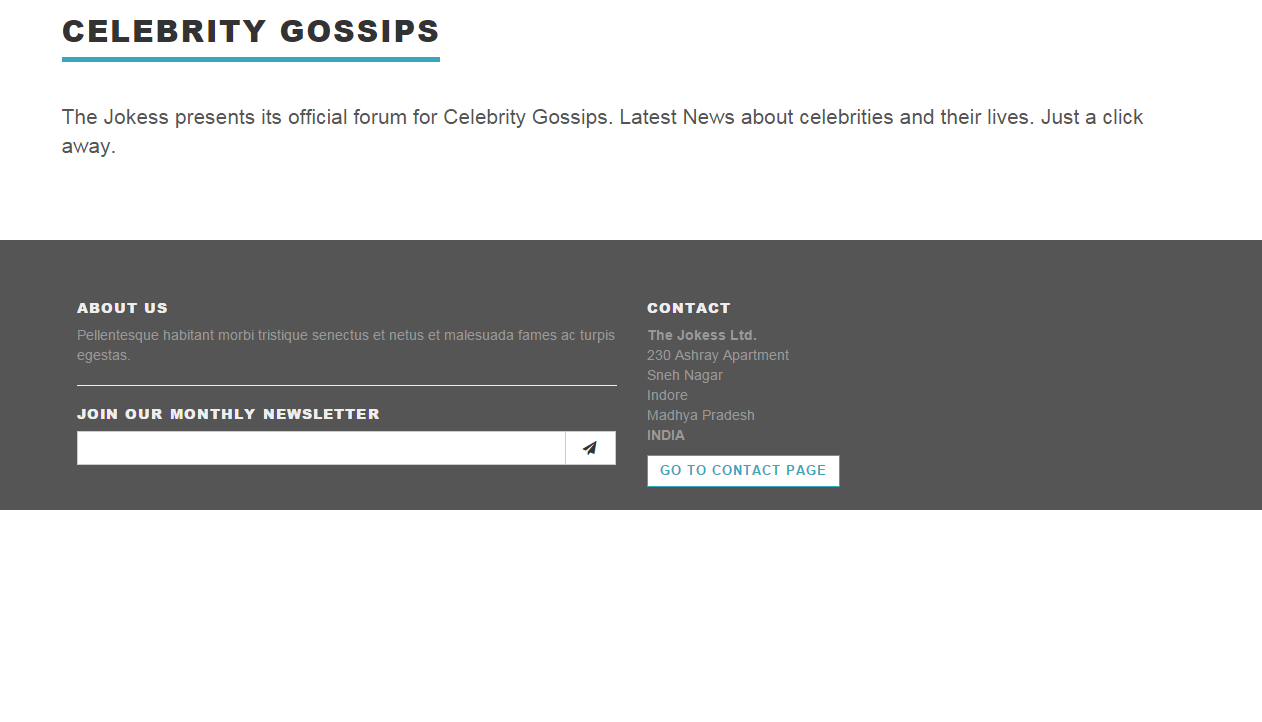 CELEBRITY GOSSIPS
The Jokess presents its official forum for Celebrity Gossips. Latest News about celebrities and their lives. Just a click
away.
ABOUT US
Pellentesque habitant morbi tristique senectus et netus et malesuada fames ac turpis
egestas.
JOIN OUR MONTHLY NEWSLETTER
CONTACT
The Jokess Ltd.
230 Ashray Apartment
Sneh Nagar
Indore
Madhya Pradesh
INDIA
GO TO CONTACT PAGE